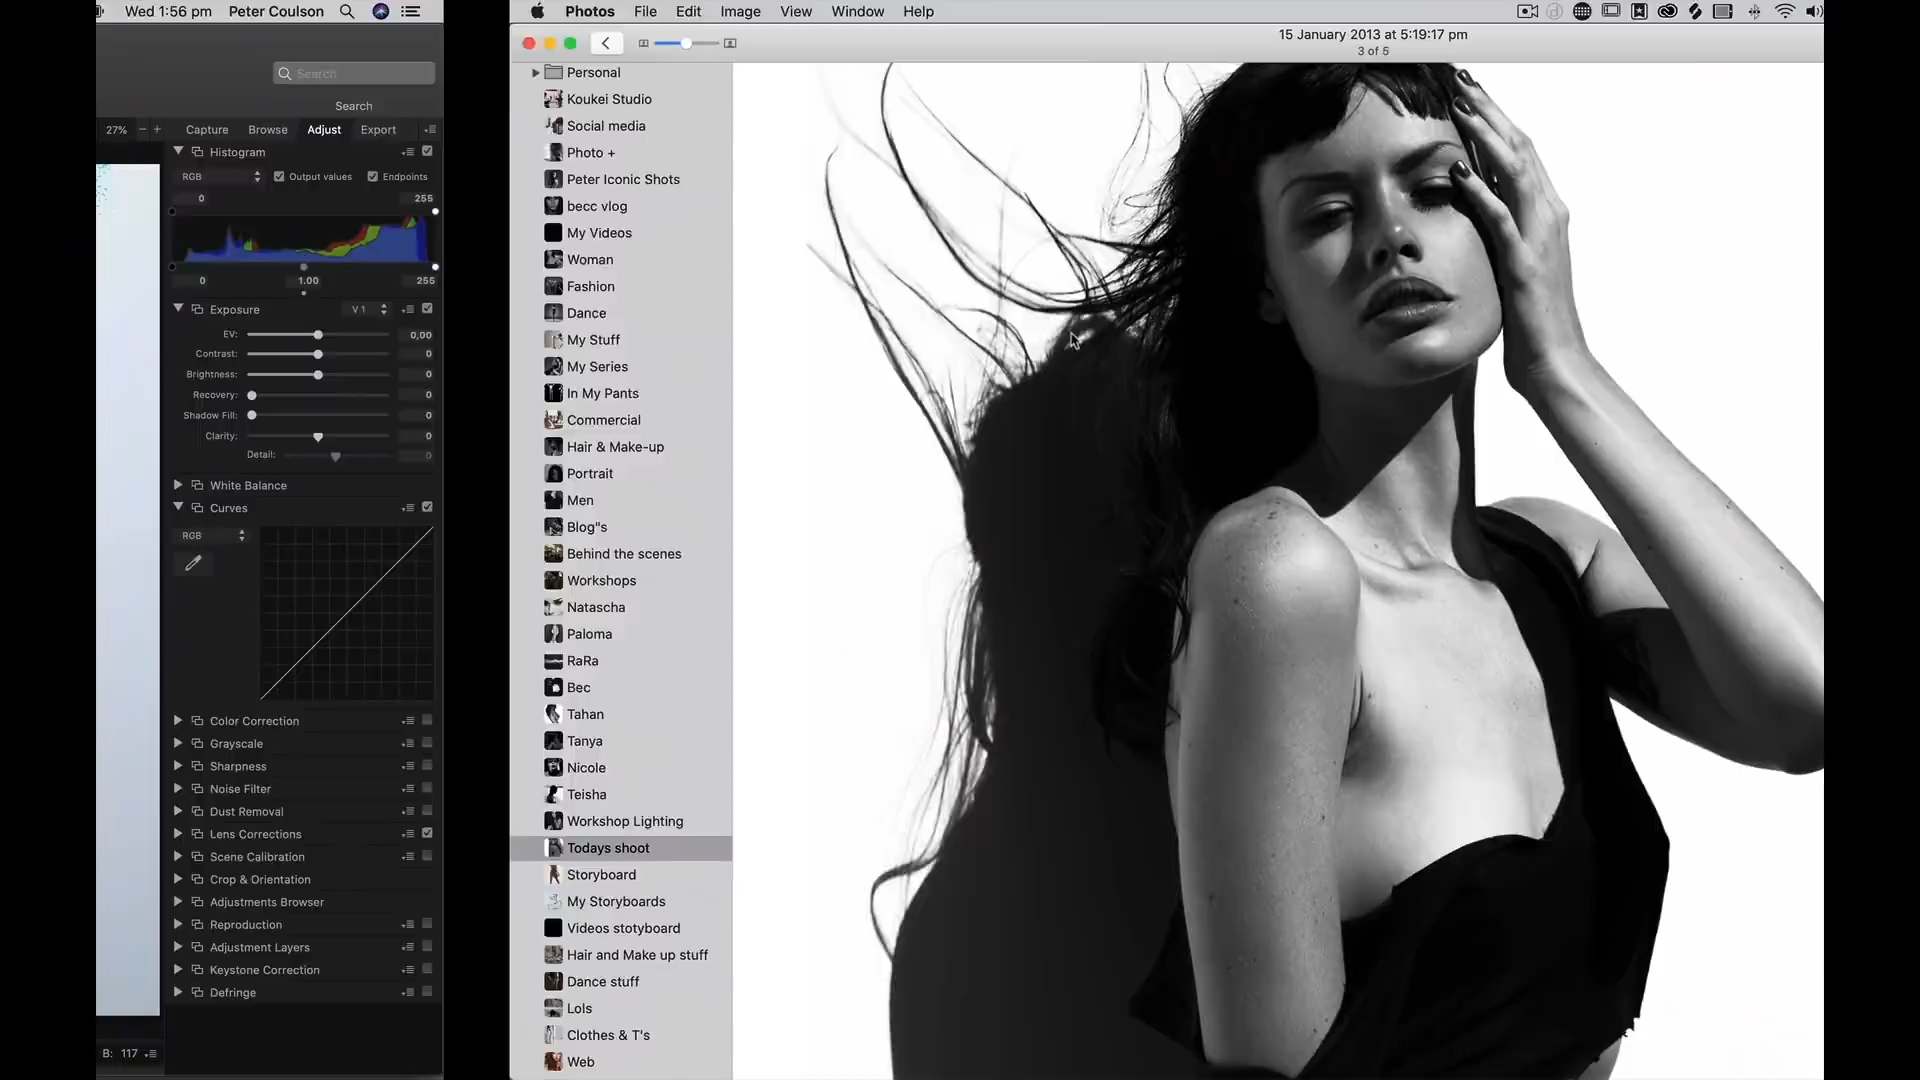 Wed 1:56 pm Peter Coulson
Search
Search
27% − + Capture Browse Adjust Export
Histogram
RGB Output values Endpoints
0 255
0 1.00 255
Exposure V 1
EV: 0,00
Contrast: 0
Brightness: 0
Recovery: 0
Shadow Fill: 0
Clarity: 0
Detail: 0
White Balance
Curves
RGB
Color Correction
Grayscale
Sharpness
Noise Filter
Dust Removal
Lens Corrections
Scene Calibration
Crop & Orientation
Adjustments Browser
Reproduction
Adjustment Layers
Keystone Correction
Defringe
B: 117
Photos File Edit Image View Window Help
15 January 2013 at 5:19:17 pm
3 of 5
Personal
Koukei Studio
Social media
Photo +
Peter Iconic Shots
becc vlog
My Videos
Woman
Fashion
Dance
My Stuff
My Series
In My Pants
Commercial
Hair & Make-up
Portrait
Men
Blog"s
Behind the scenes
Workshops
Natascha
Paloma
RaRa
Bec
Tahan
Tanya
Nicole
Teisha
Workshop Lighting
Todays shoot
Storyboard
My Storyboards
Videos stotyboard
Hair and Make up stuff
Dance stuff
Lols
Clothes & T's
Web